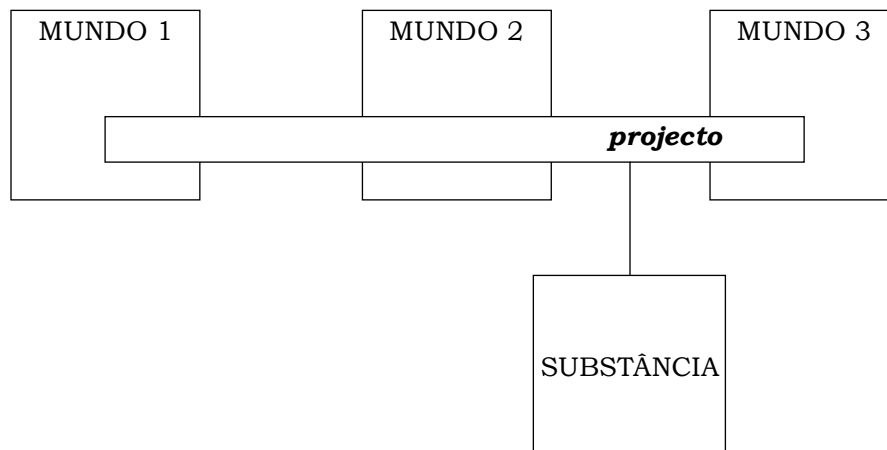 MUNDO 1
MUNDO 2
MUNDO 3
projecto
SUBSTÂNCIA